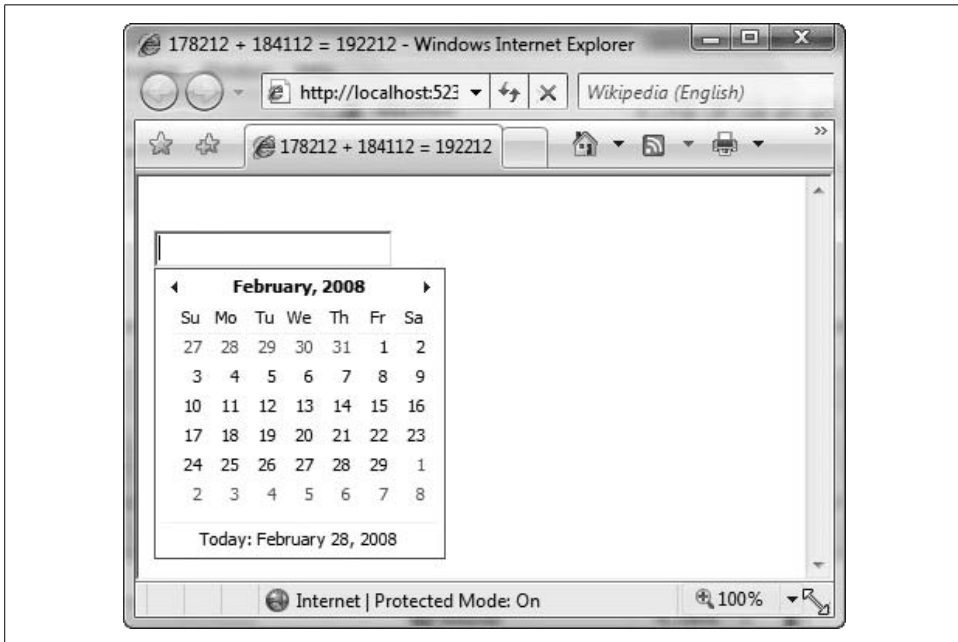 178212 + 184112 = 192212 - Windows Internet Explorer
http://localhost:523
Wikipedia (English)
178212 + 184112 = 192212
February, 2008
Su Mo Tu We Th Fr Sa
27 28 29 30 31 1 2
3 4 5 6 7 8 9
10 11 12 13 14 15 16
17 18 19 20 21 22 23
24 25 26 27 28 29 1
2 3 4 5 6 7 8
Today: February 28, 2008
Internet | Protected Mode: On
100%